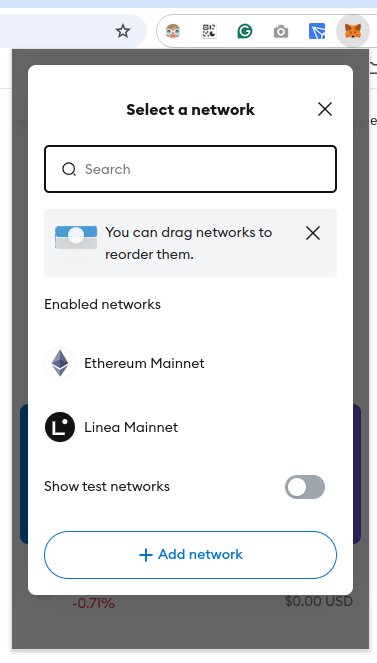 Select a network
Search
You can drag networks to
reorder them.
Enabled networks
Ethereum Mainnet
Linea Mainnet
Show test networks
+ Add network
-0.71%
$0.00 USD